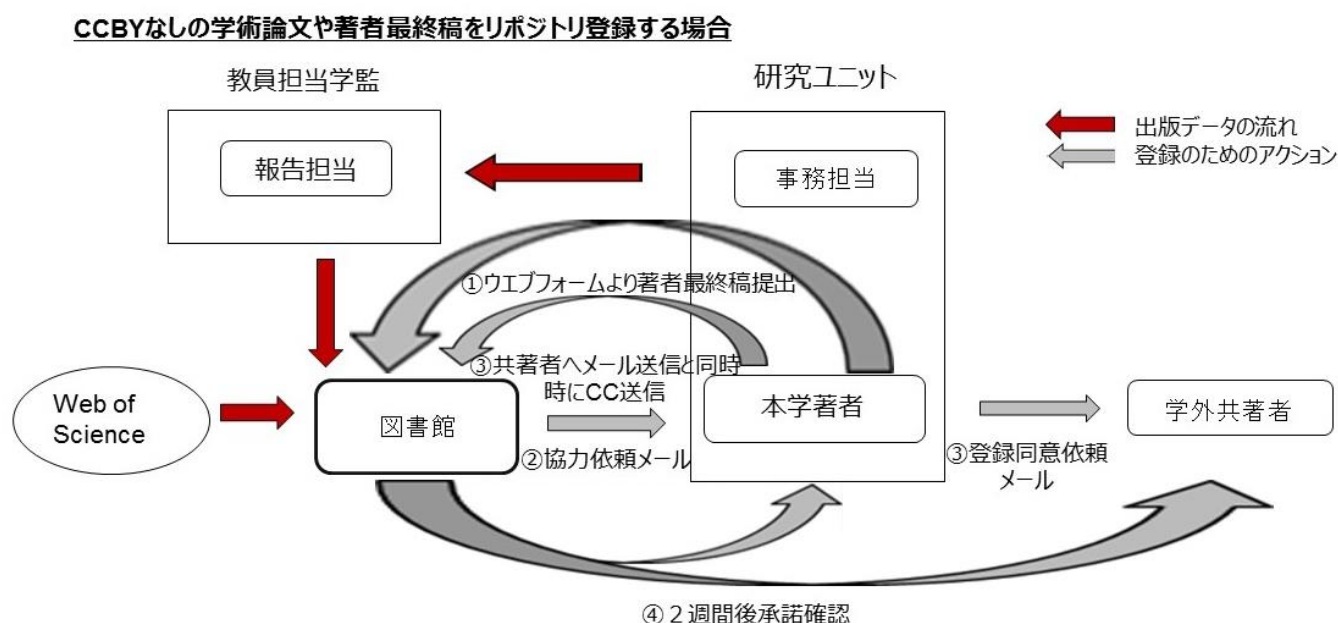 CCBYなしの学術論文や著者最終稿をリポジトリ登録する場合
教員担当学監
研究ユニット
出版データの流れ
登録のためのアクション
報告担当
事務担当
①ウエブフォームより著者最終稿提出
③共著者へメール送信と同時
時にCC送信
Web of
Science
図書館
本学著者
学外共著者
②協力依頼メール
③登録同意依頼
メール
④２週間後承諾確認